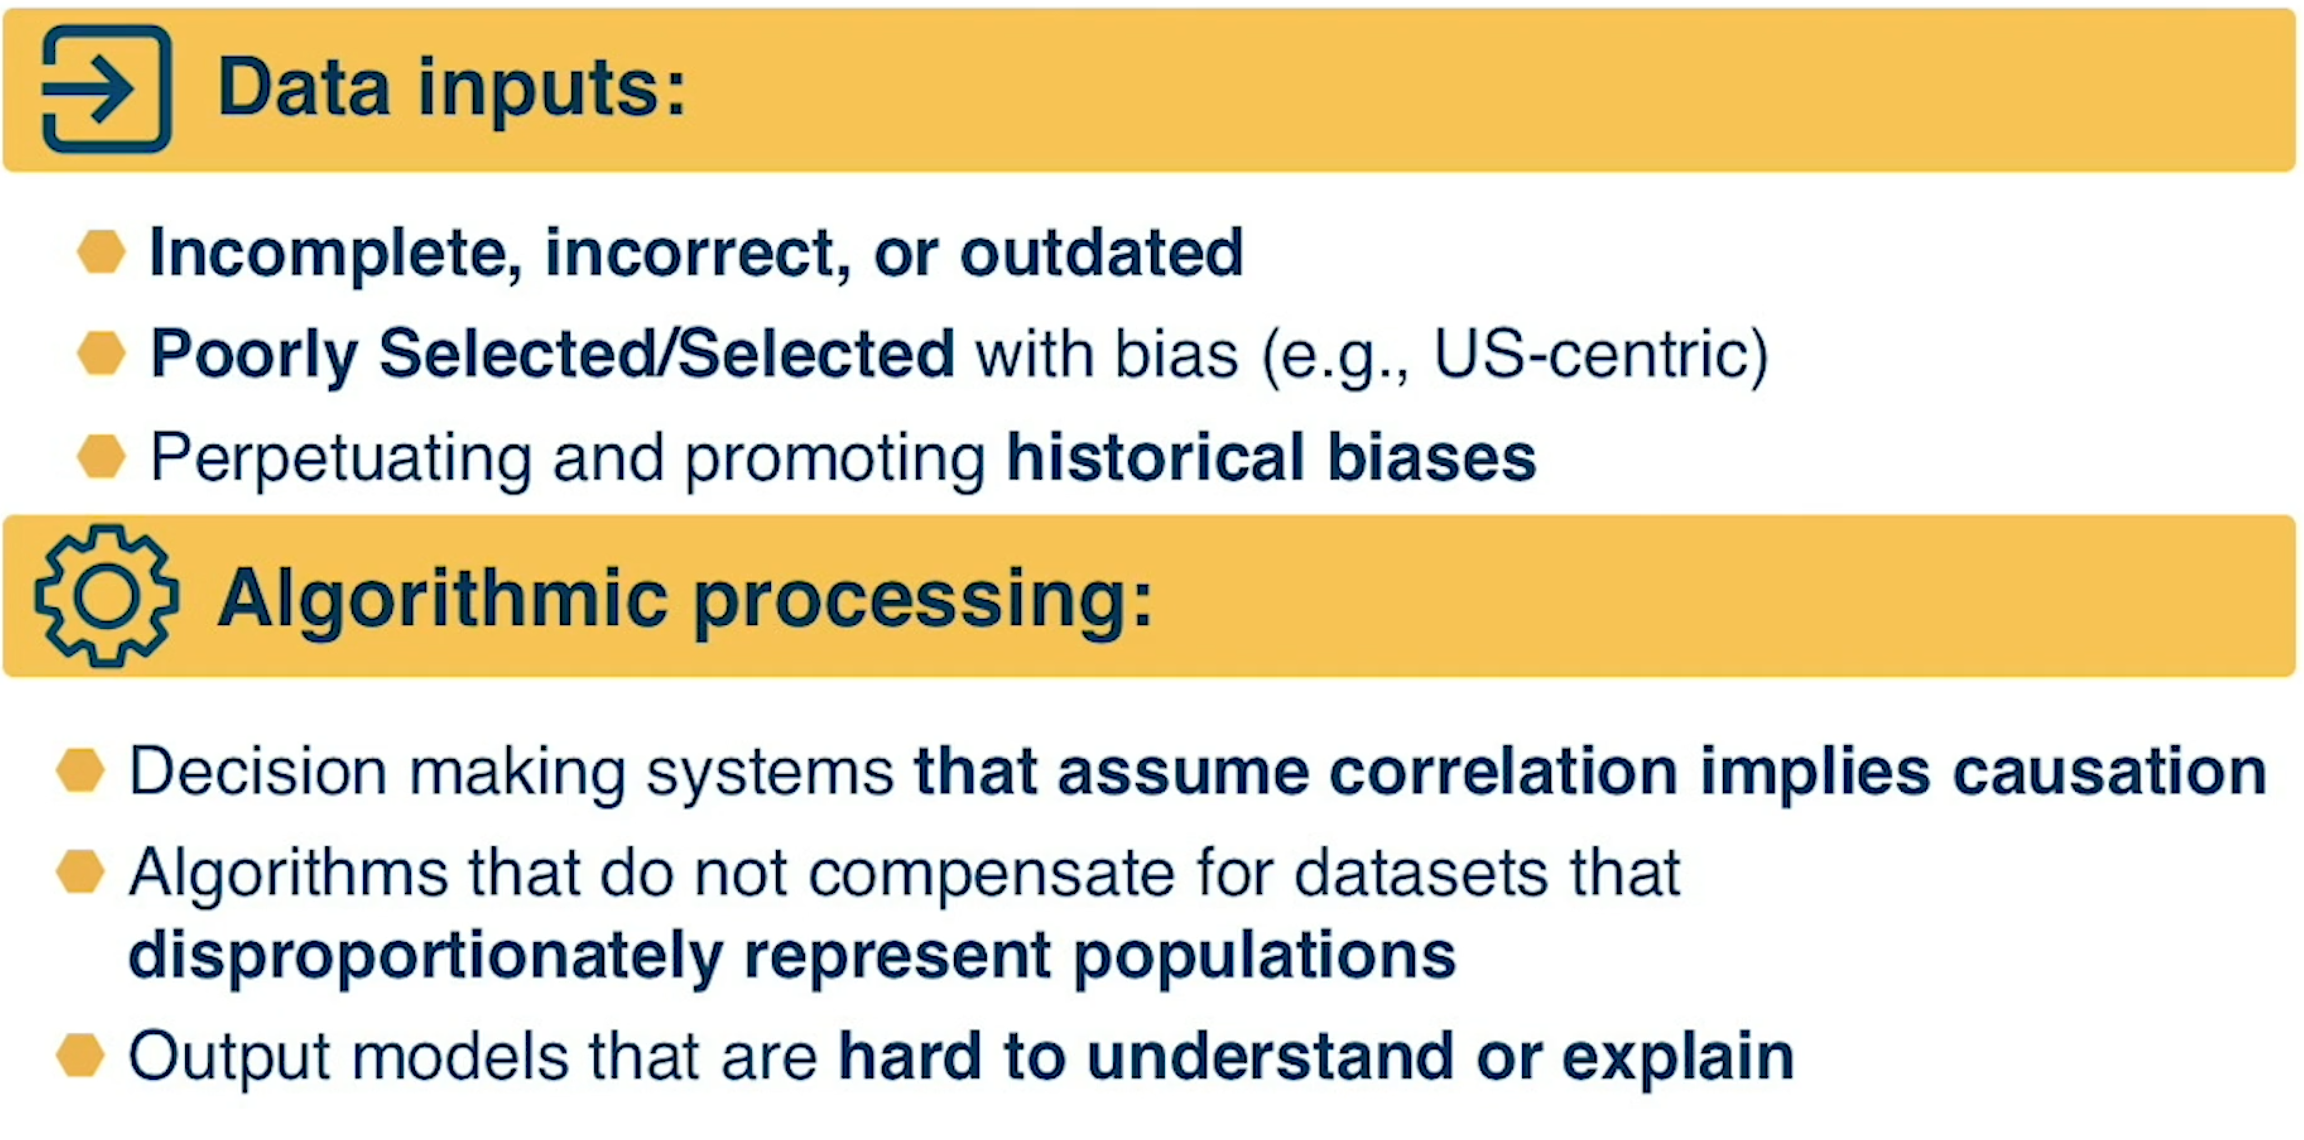 Data inputs:
Incomplete, incorrect, or outdated
Poorly Selected/Selected with bias (e.g., US-centric)
Perpetuating and promoting historical biases
Algorithmic processing:
Decision making systems that assume correlation implies causation
Algorithms that do not compensate for datasets that
disproportionately represent populations
Output models that are hard to understand or explain